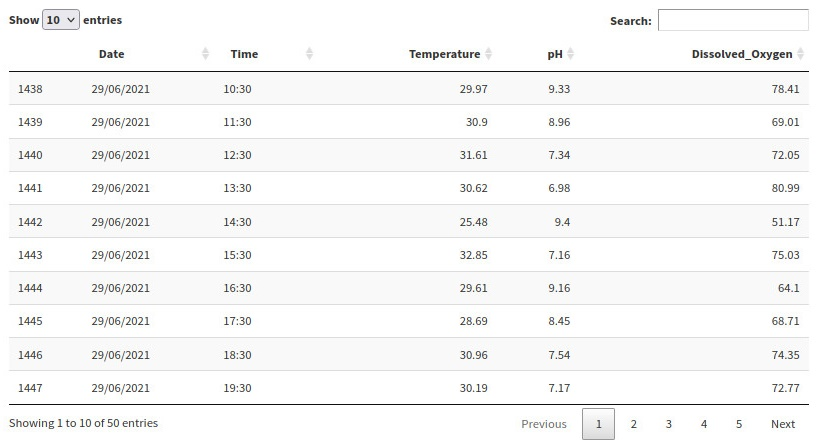 Show 10 entries Search:
Date Time Temperature pH Dissolved_Oxygen
1438 29/06/2021 10:30 29.97 9.33 78.41
1439 29/06/2021 11:30 30.9 8.96 69.01
1440 29/06/2021 12:30 31.61 7.34 72.05
1441 29/06/2021 13:30 30.62 6.98 80.99
1442 29/06/2021 14:30 25.48 9.4 51.17
1443 29/06/2021 15:30 32.85 7.16 75.03
1444 29/06/2021 16:30 29.61 9.16 64.1
1445 29/06/2021 17:30 28.69 8.45 68.71
1446 29/06/2021 18:30 30.96 7.54 74.35
1447 29/06/2021 19:30 30.19 7.17 72.77
Showing 1 to 10 of 50 entries Previous 1 2 3 4 5 Next